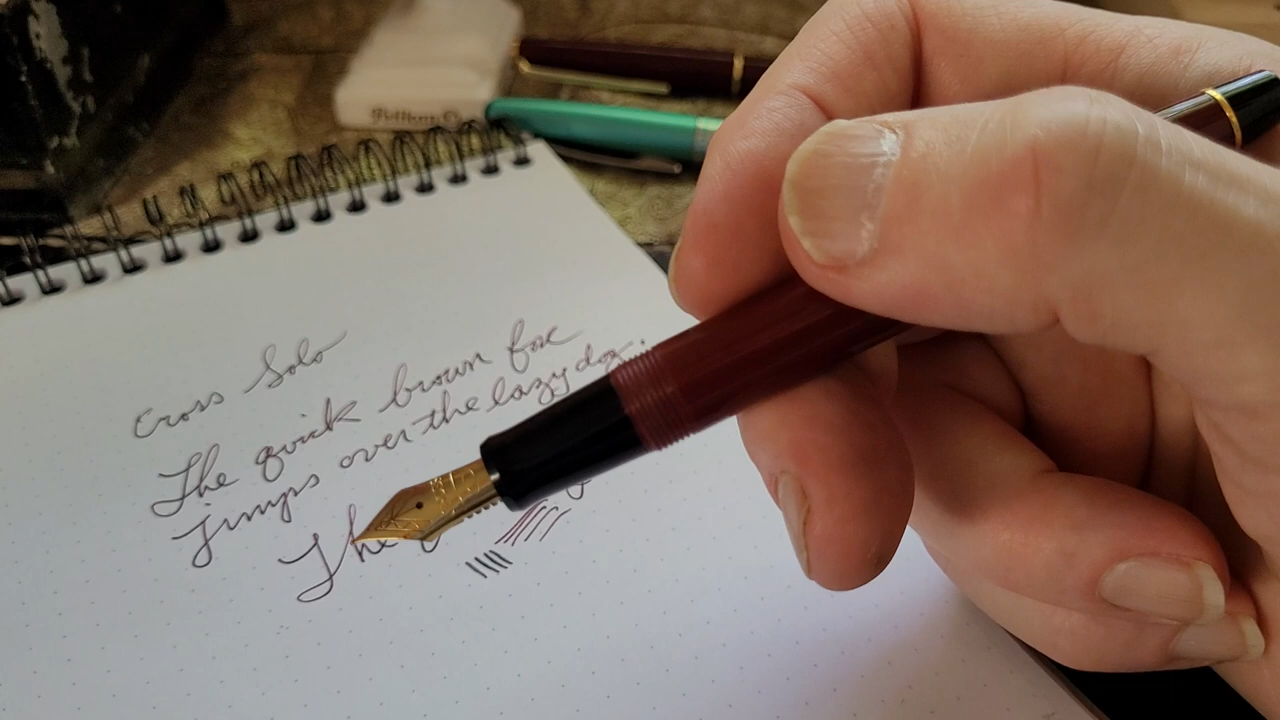 Cross Solo
The quick brown fox
jumps over the lazy dog.
The